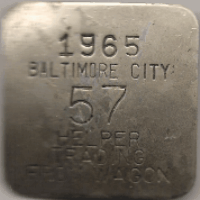 1965
BALTIMORE CITY
57
HELPER
TRADING
FROM WAGON